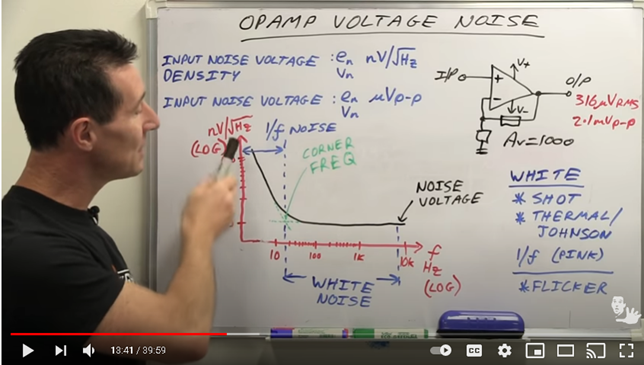 OPAMP VOLTAGE NOISE
INPUT NOISE VOLTAGE : en nV/√Hz
DENSITY Vn
INPUT NOISE VOLTAGE : en μVp-p
Vn
I/P
+
-
V+
V-
O/P
316μVRMS
2.1mVp-p
Av=1000
nV/√Hz
(LOG)
1/f NOISE
CORNER
FREQ
NOISE
VOLTAGE
10 100 1k 10k
f
Hz
(LOG)
WHITE
NOISE
WHITE
* SHOT
* THERMAL/
JOHNSON
1/f (PINK)
* FLICKER
13:41 / 39:59
CC